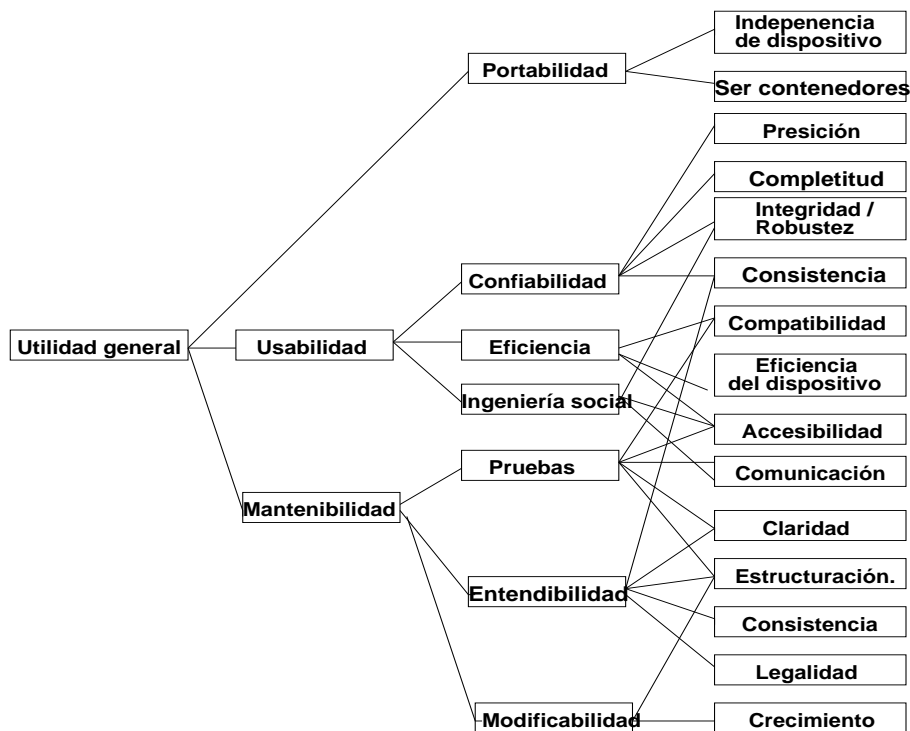 Indepenencia
de dispositivo
Portabilidad
Ser contenedores
Presición
Completitud
Integridad /
Robustez
Confiabilidad
Consistencia
Compatibilidad
Utilidad general
Usabilidad
Eficiencia
Eficiencia
del dispositivo
Ingeniería social
Accesibilidad
Pruebas
Comunicación
Mantenibilidad
Claridad
Estructuración.
Entendibilidad
Consistencia
Legalidad
Modificabilidad
Crecimiento